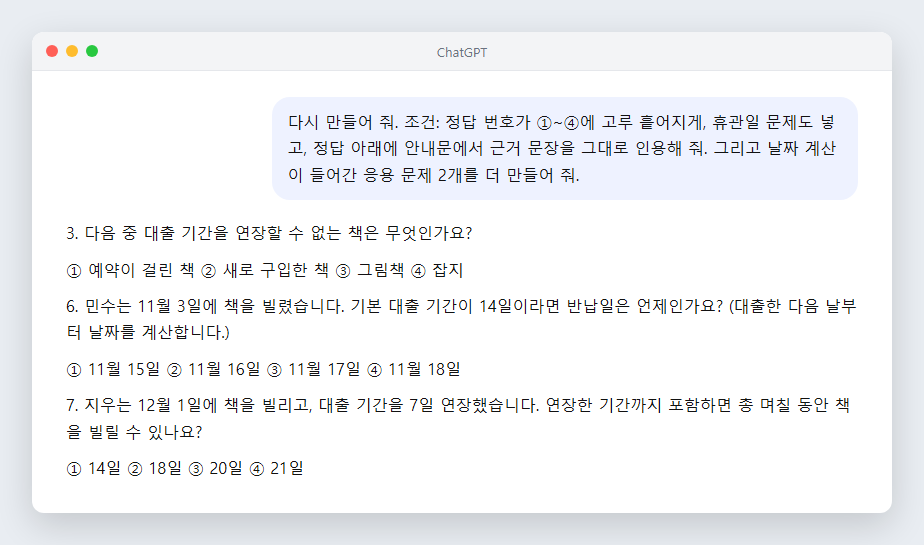 ChatGPT
다시 만들어 줘. 조건: 정답 번호가 ①~④에 고루 흩어지게, 휴관일 문제도 넣
고, 정답 아래에 안내문에서 근거 문장을 그대로 인용해 줘. 그리고 날짜 계산
이 들어간 응용 문제 2개를 더 만들어 줘.
3. 다음 중 대출 기간을 연장할 수 없는 책은 무엇인가요?
① 예약이 걸린 책 ② 새로 구입한 책 ③ 그림책 ④ 잡지
6. 민수는 11월 3일에 책을 빌렸습니다. 기본 대출 기간이 14일이라면 반납일은 언제인가요? (대출한 다음 날부
터 날짜를 계산합니다.)
① 11월 15일 ② 11월 16일 ③ 11월 17일 ④ 11월 18일
7. 지우는 12월 1일에 책을 빌리고, 대출 기간을 7일 연장했습니다. 연장한 기간까지 포함하면 총 며칠 동안 책
을 빌릴 수 있나요?
① 14일 ② 18일 ③ 20일 ④ 21일